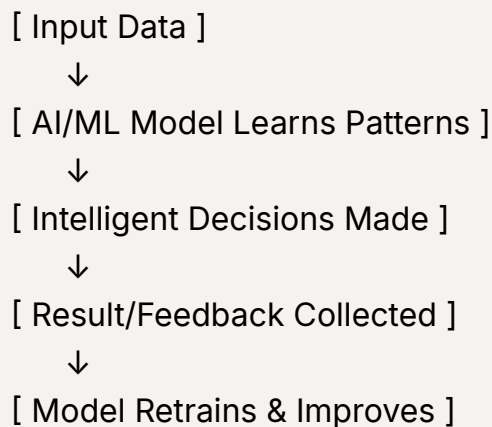 [ Input Data ]
↓
[ AI/ML Model Learns Patterns ]
↓
[ Intelligent Decisions Made ]
↓
[ Result/Feedback Collected ]
↓
[ Model Retrains & Improves ]